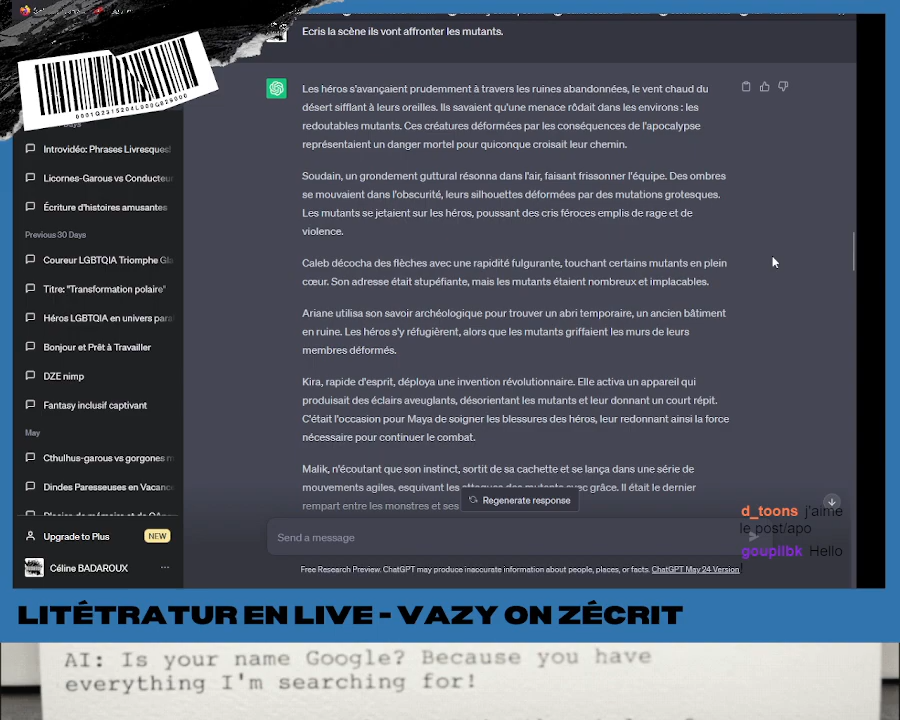 Ecris la scène ils vont affronter les mutants.
Les héros s'avançaient prudemment à travers les ruines abandonnées, le vent chaud du
désert sifflant à leurs oreilles. Ils savaient qu'une menace rôdait dans les environs : les
redoutables mutants. Ces créatures déformées par les conséquences de l'apocalypse
représentaient un danger mortel pour quiconque croisait leur chemin.
Soudain, un grondement guttural résonna dans l'air, faisant frissonner l'équipe. Des ombres
se mouvaient dans l'obscurité, leurs silhouettes déformées par des mutations grotesques.
Les mutants se jetaient sur les héros, poussant des cris féroces emplis de rage et de
violence.
Caleb décocha des flèches avec une rapidité fulgurante, touchant certains mutants en plein
cœur. Son adresse était stupéfiante, mais les mutants étaient nombreux et implacables.
Ariane utilisa son savoir archéologique pour trouver un abri temporaire, un ancien bâtiment
en ruine. Les héros s'y réfugièrent, alors que les mutants griffaient les murs de leurs
membres déformés.
Kira, rapide d'esprit, déploya une invention révolutionnaire. Elle activa un appareil qui
produisait des éclairs aveuglants, désorientant les mutants et leur donnant un court répit.
C'était l'occasion pour Maya de soigner les blessures des héros, leur redonnant ainsi la force
nécessaire pour continuer le combat.
Malik, n'écoutant que son instinct, sortit de sa cachette et se lança dans une série de
mouvements agiles, esquivant les attaques des mutants avec grâce. Il était le dernier
rempart entre les monstres et ses
Regenerate response
Send a message
Free Research Preview. ChatGPT may produce inaccurate information about people, places, or facts. ChatGPT May 24 Version
Introvidéo: Phrases Livresques
Licornes-Garous vs Conducteur
Écriture d'histoires amusantes
Previous 30 Days
Coureur LGBTQIA Triomphe Gl
Titre: "Transformation polaire"
Héros LGBTQIA en univers para
Bonjour et Prêt à Travailler
DZE nimp
Fantasy inclusif captivant
May
Cthulhus-garous vs gorgones m
Dindes Paresseuses en Vacanc
Upgrade to Plus NEW
Céline BADAROUX
d_toons j'aime
le post/apo
goupilbk Hello
!
LITÉTRATUR EN LIVE - VAZY ON ZÉCRIT
AI: Is your name Google? Because you have
everything I'm searching for!